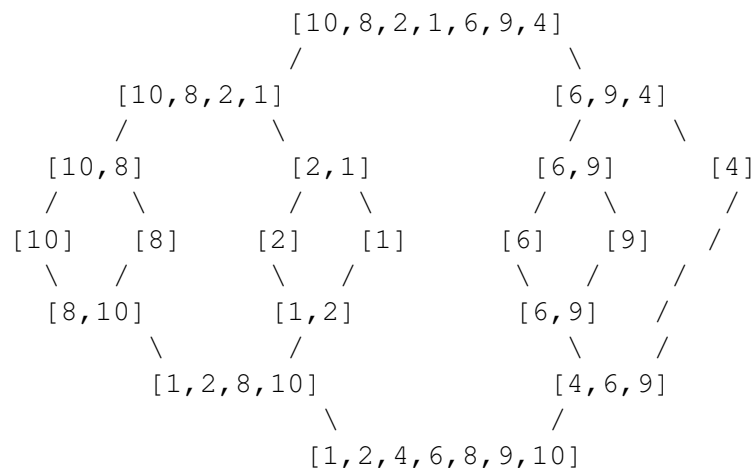 [10,8,2,1,6,9,4]
/ \
[10,8,2,1] [6,9,4]
/ \ / \
[10,8] [2,1] [6,9] [4]
/ \ / \ / \ /
[10] [8] [2] [1] [6] [9] /
\ / \ / \ / /
[8,10] [1,2] [6,9] /
\ / \ /
[1,2,8,10] [4,6,9]
\ /
[1,2,4,6,8,9,10]